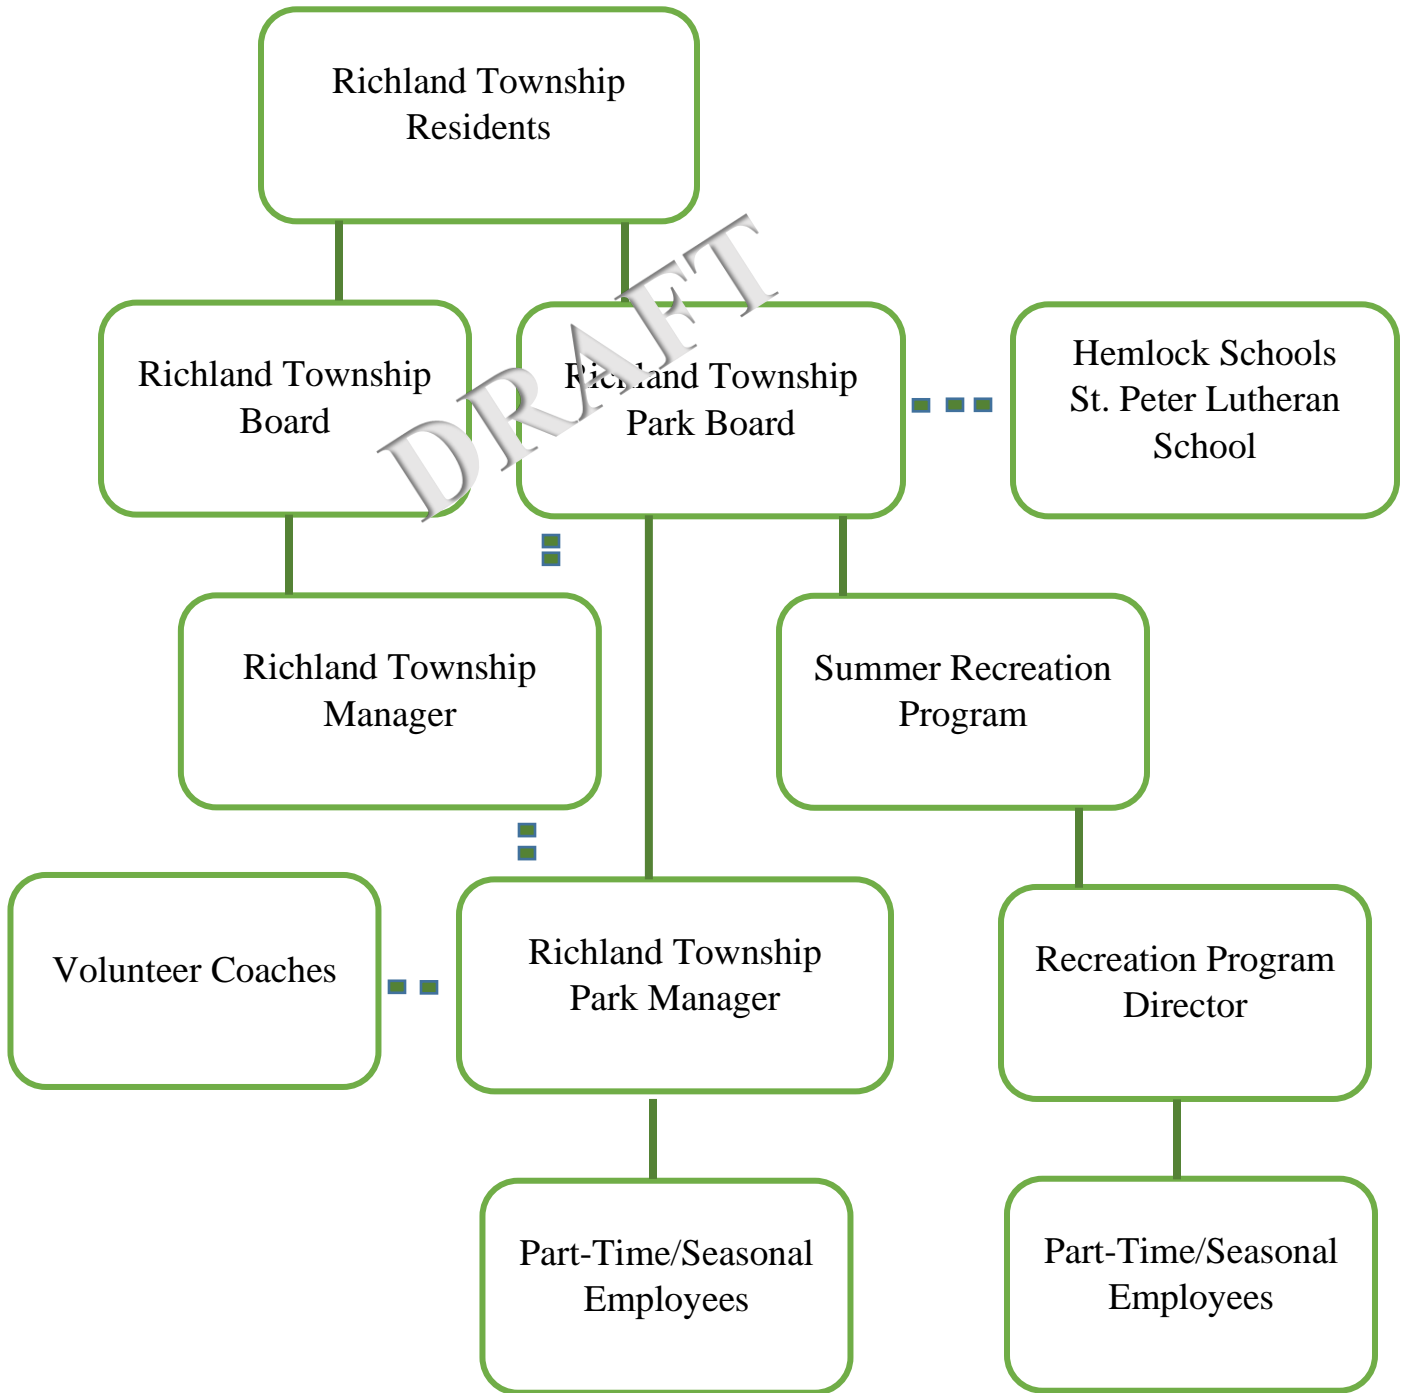 Richland Township
Residents
DRAFT
Richland Township
Board
Richland Township
Park Board
Hemlock Schools
St. Peter Lutheran
School
Richland Township
Manager
Summer Recreation
Program
Volunteer Coaches
Richland Township
Park Manager
Recreation Program
Director
Part-Time/Seasonal
Employees
Part-Time/Seasonal
Employees